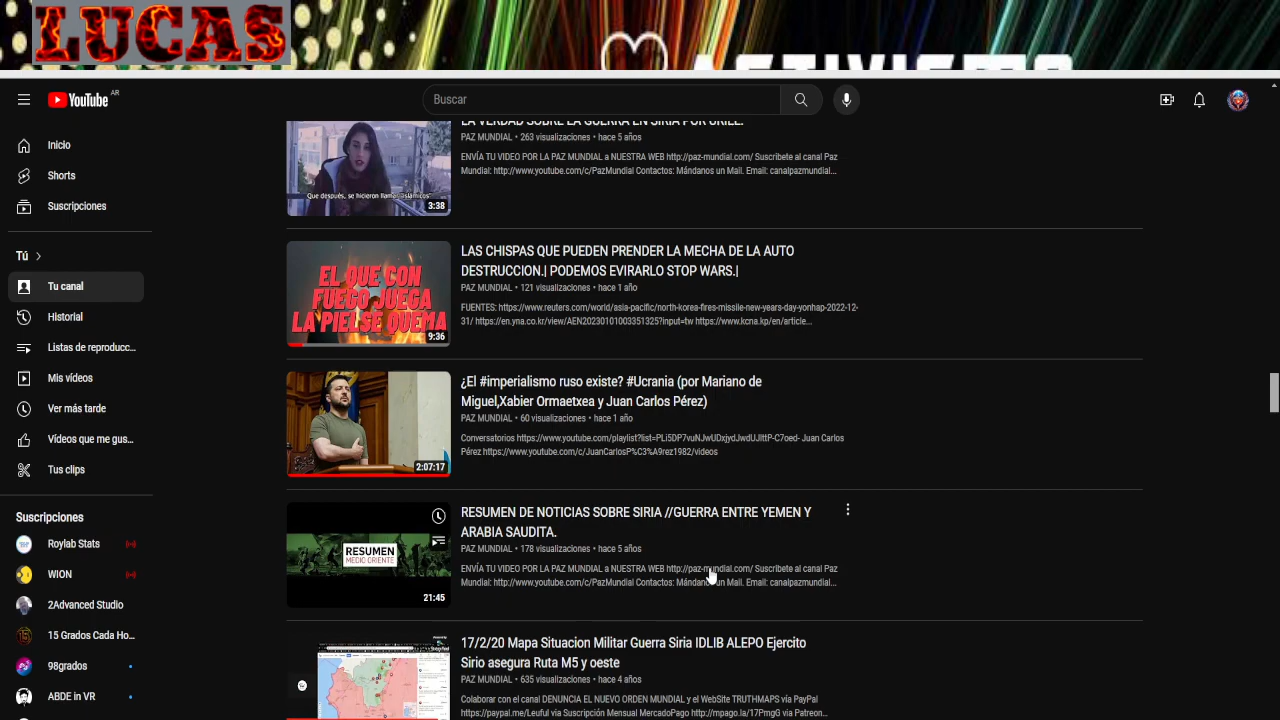 LUCAS
ACTIVISMO
YouTube AR
Buscar
Inicio
Shorts
Suscripciones
Tú
Tu canal
Historial
Listas de reproducc...
Mis vídeos
Ver más tarde
Vídeos que me gus...
Tus clips
Suscripciones
Roylab Stats
WION
2Advanced Studio
15 Grados Cada Ho...
98grados
ABDE in VR
LA VERDAD SOBRE LA GUERRA EN SIRIA POR URIEL.
PAZ MUNDIAL • 263 visualizaciones • hace 5 años
ENVÍA TU VIDEO POR LA PAZ MUNDIAL a NUESTRA WEB http://paz-mundial.com/ Suscribete al canal Paz
Mundial: http://www.youtube.com/c/PazMundial Contactos: Mándanos un Mail. Email: canalpazmundial...
Que después, se hicieron llamar "islámicos"
3:38
LAS CHISPAS QUE PUEDEN PRENDER LA MECHA DE LA AUTO
DESTRUCCION.| PODEMOS EVIRARLO STOP WARS.|
PAZ MUNDIAL • 121 visualizaciones • hace 1 año
FUENTES: https://www.reuters.com/world/asia-pacific/north-korea-fires-missile-new-years-day-yonhap-2022-12-
31/ https://en.yna.co.kr/view/AEN20230101003351325?input=tw https://www.kcna.kp/en/article...
EL QUE CON
FUEGO JUEGA
LA PIELSE QUEMA
9:36
¿El #imperialismo ruso existe? #Ucrania (por Mariano de
Miguel,Xabier Ormaetxea y Juan Carlos Pérez)
PAZ MUNDIAL • 60 visualizaciones • hace 1 año
Conversatorios https://www.youtube.com/playlist?list=PLi5DP7vuNJwUDxjydJwdUJIttP-C7oed- Juan Carlos
Pérez https://www.youtube.com/c/JuanCarlosP%C3%A9rez1982/videos
2:07:17
RESUMEN DE NOTICIAS SOBRE SIRIA //GUERRA ENTRE YEMEN Y
ARABIA SAUDITA.
PAZ MUNDIAL • 178 visualizaciones • hace 5 años
ENVÍA TU VIDEO POR LA PAZ MUNDIAL a NUESTRA WEB http://paz-mundial.com/ Suscribete al canal Paz
Mundial: http://www.youtube.com/c/PazMundial Contactos: Mándanos un Mail. Email: canalpazmundial...
RESUMEN
MEDIO ORIENTE
21:45
17/2/20 Mapa Situacion Militar Guerra Siria IDLIB ALEPO Ejercito
Sirio asegura Ruta M5 y oeste
PAZ MUNDIAL • 635 visualizaciones • hace 4 años
Colaborar con el canal DENUNCIA EL NUEVO ORDEN MUNDIAL y el WebSite TRUTHMAPS vía PayPal
https://paypal.me/Leuful via Suscripción Mensual MercadoPago http://mpago.la/17PmgG via Patreon...